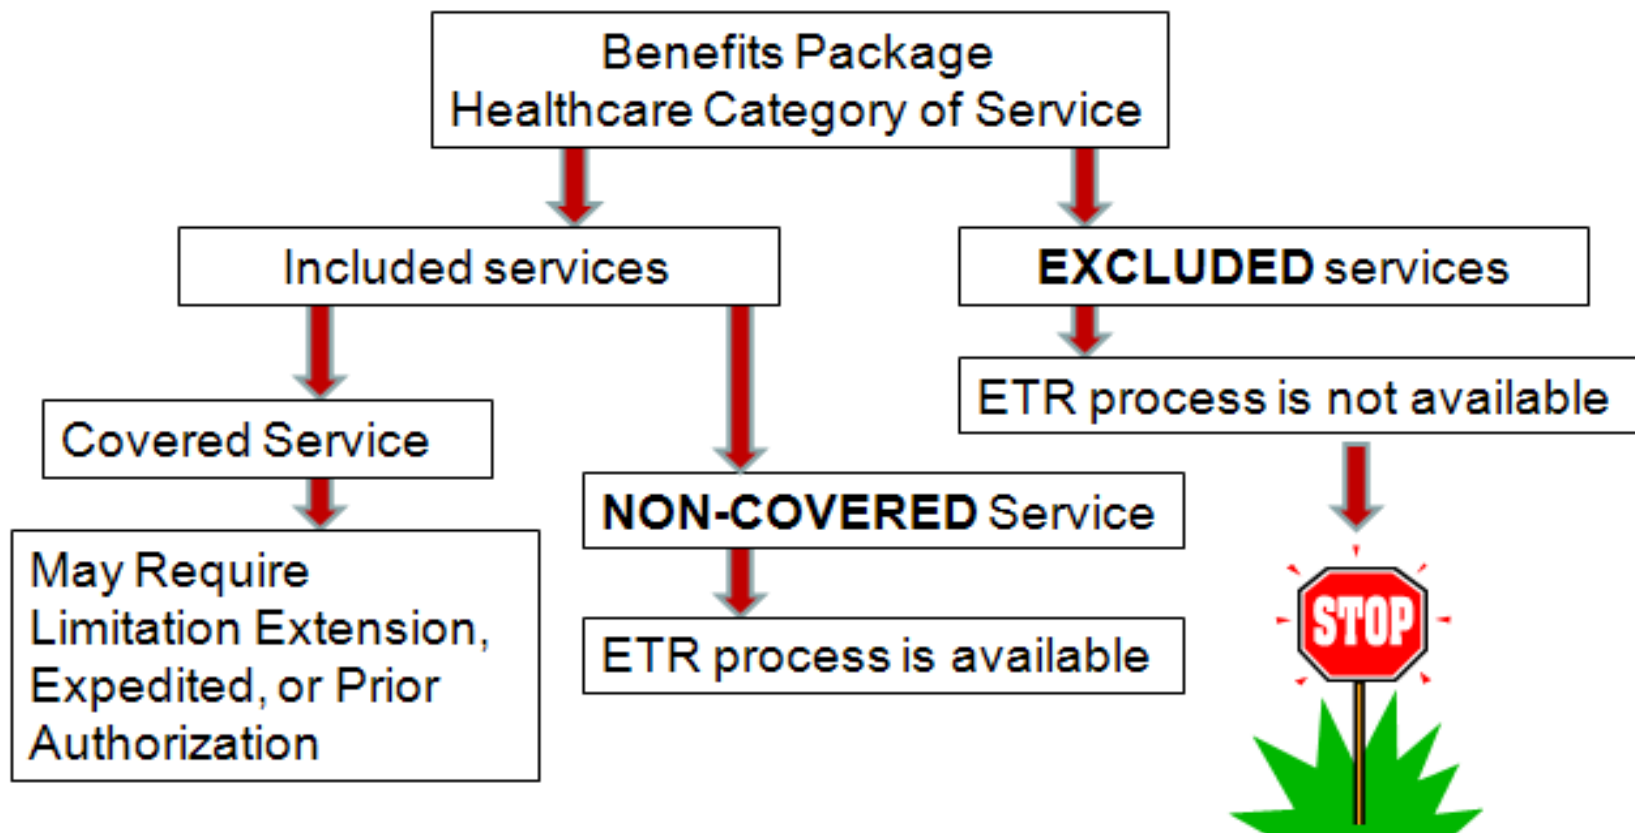 Benefits Package
Healthcare Category of Service
Included services
EXCLUDED services
ETR process is not available
Covered Service
NON-COVERED Service
May Require
Limitation Extension,
Expedited, or Prior
Authorization
ETR process is available
STOP